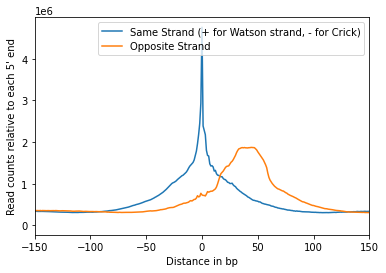 1e6
Same Strand (+ for Watson strand, - for Crick)
Opposite Strand
4
3
2
1
0
Read counts relative to each 5' end
−150 −100 −50 0 50 100 150
Distance in bp